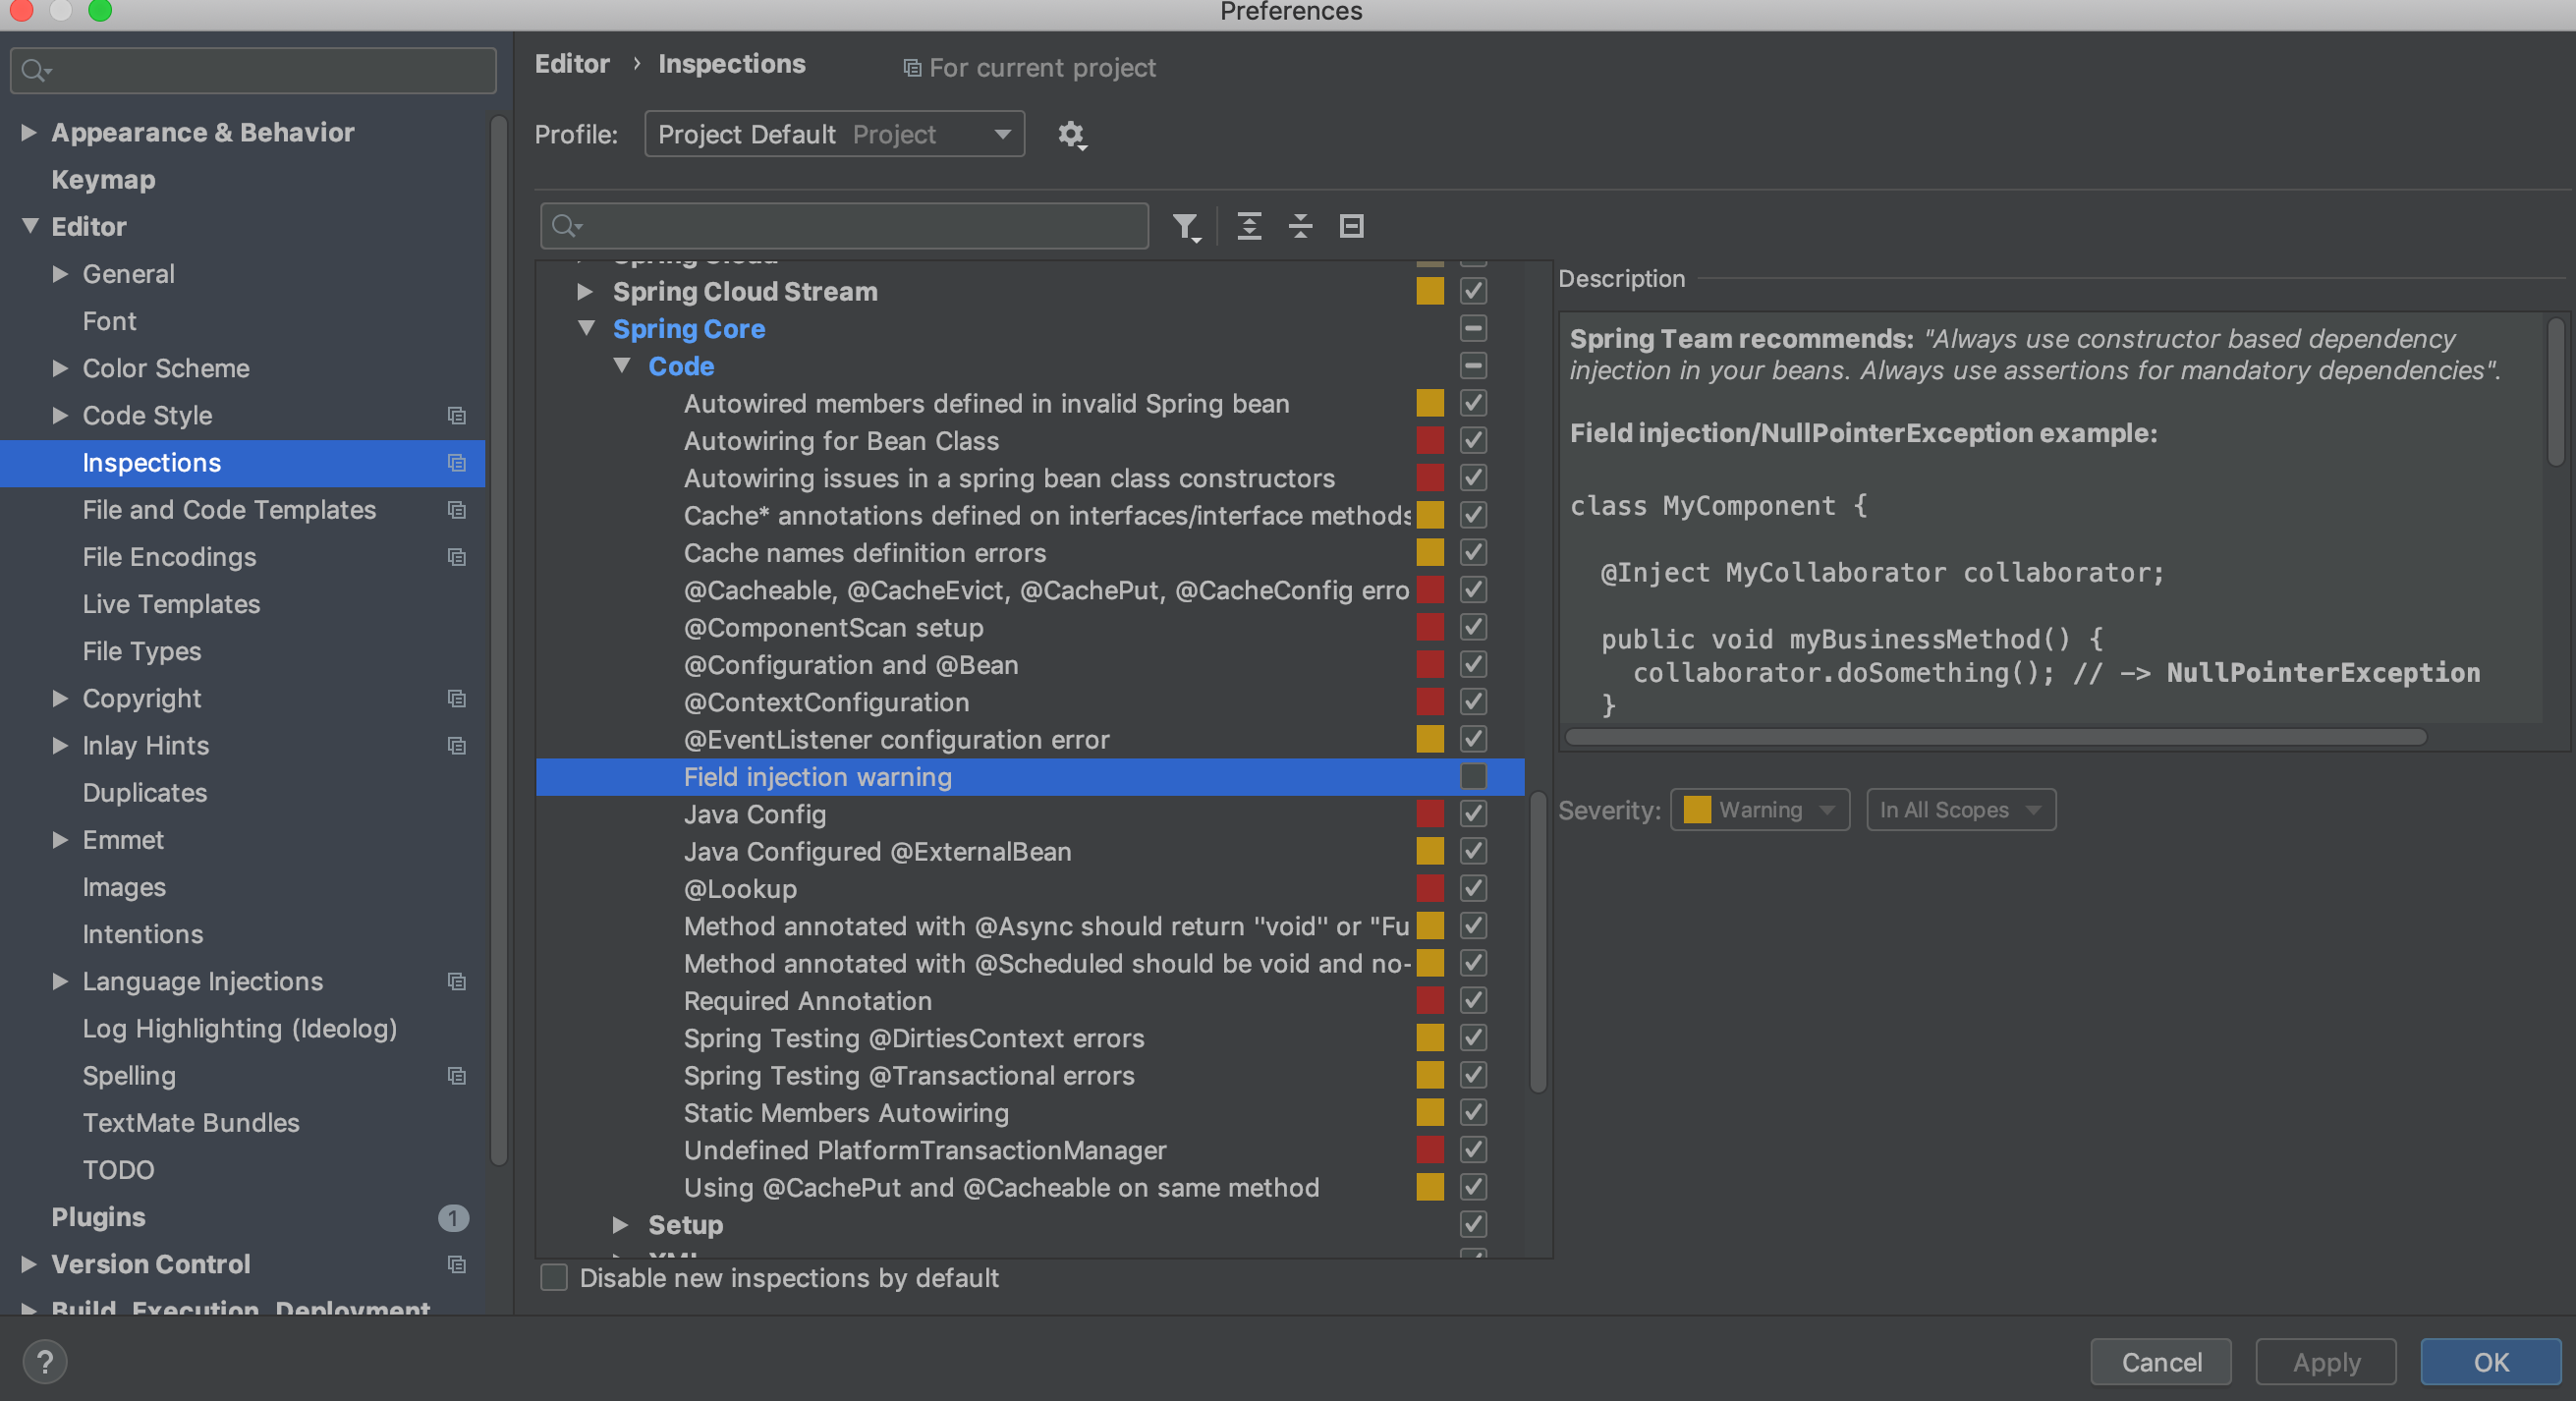 Preferences
Appearance & Behavior
Keymap
Editor
General
Font
Color Scheme
Code Style
Inspections
File and Code Templates
File Encodings
Live Templates
File Types
Copyright
Inlay Hints
Duplicates
Emmet
Images
Intentions
Language Injections
Log Highlighting (Ideolog)
Spelling
TextMate Bundles
TODO
Plugins 1
Version Control
Build, Execution, Deployment
Editor › Inspections For current project
Profile: Project Default Project
Spring Cloud
Spring Cloud Stream
Spring Core
Code
Autowired members defined in invalid Spring bean
Autowiring for Bean Class
Autowiring issues in a spring bean class constructors
Cache* annotations defined on interfaces/interface methods
Cache names definition errors
@Cacheable, @CacheEvict, @CachePut, @CacheConfig erro
@ComponentScan setup
@Configuration and @Bean
@ContextConfiguration
@EventListener configuration error
Field injection warning
Java Config
Java Configured @ExternalBean
@Lookup
Method annotated with @Async should return ''void'' or "Fu
Method annotated with @Scheduled should be void and no-
Required Annotation
Spring Testing @DirtiesContext errors
Spring Testing @Transactional errors
Static Members Autowiring
Undefined PlatformTransactionManager
Using @CachePut and @Cacheable on same method
Setup
XML
Disable new inspections by default
Description
Spring Team recommends: "Always use constructor based dependency
injection in your beans. Always use assertions for mandatory dependencies".
Field injection/NullPointerException example:
class MyComponent {
@Inject MyCollaborator collaborator;
public void myBusinessMethod() {
collaborator.doSomething(); // -> NullPointerException
}
Severity: Warning In All Scopes
?
Cancel Apply OK